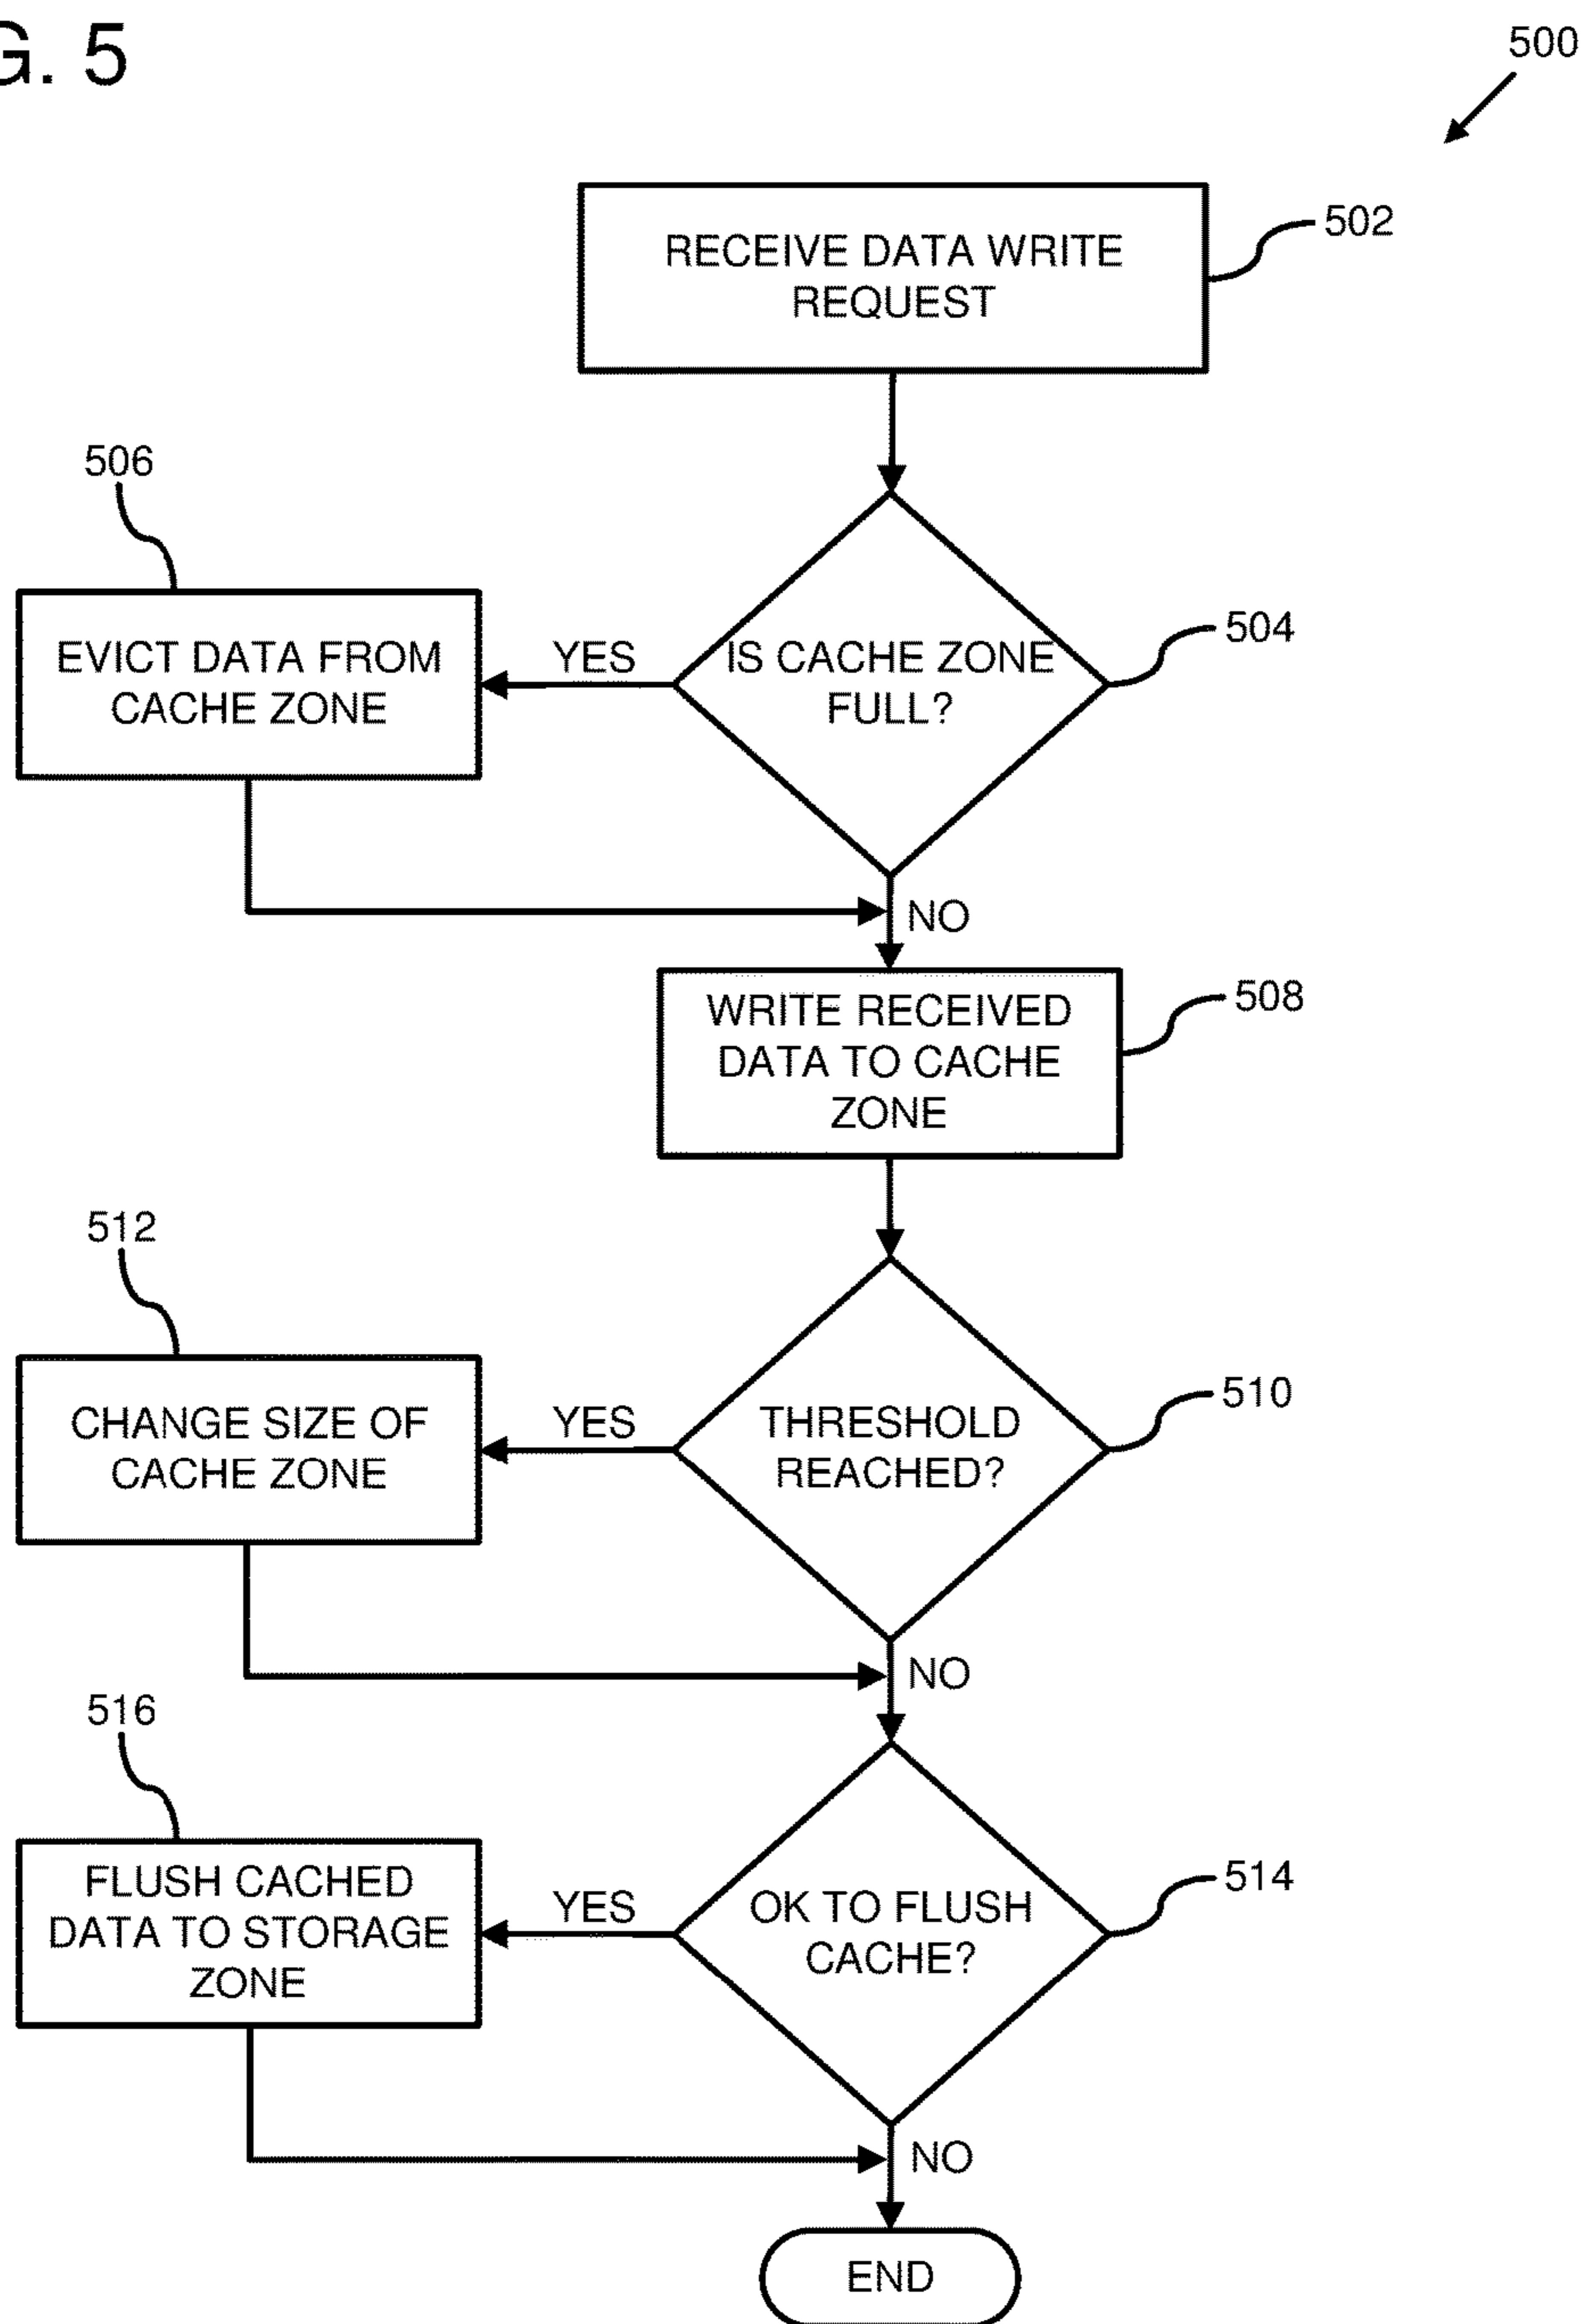 G. 5
500
RECEIVE DATA WRITE
REQUEST
502
506
EVICT DATA FROM
CACHE ZONE
YES
IS CACHE ZONE
FULL?
504
NO
WRITE RECEIVED
DATA TO CACHE
ZONE
508
512
CHANGE SIZE OF
CACHE ZONE
YES
THRESHOLD
REACHED?
510
NO
516
FLUSH CACHED
DATA TO STORAGE
ZONE
YES
OK TO FLUSH
CACHE?
514
NO
END